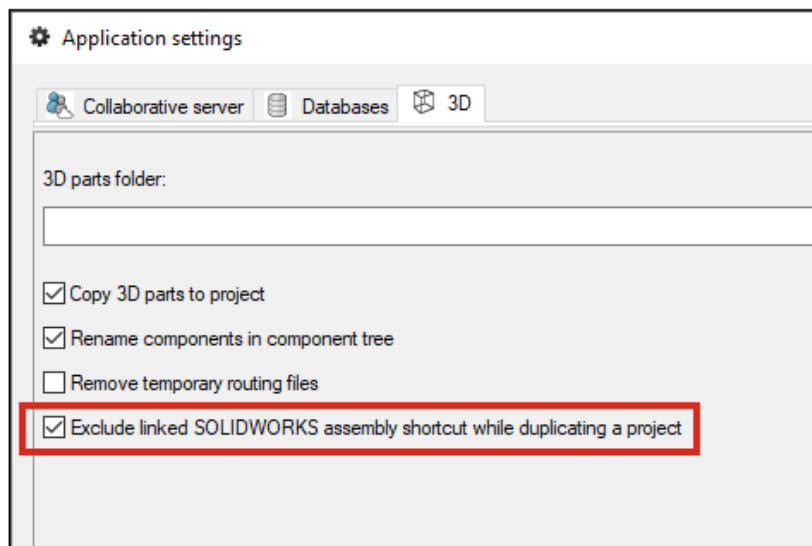 Application settings
Collaborative server
Databases
3D
3D parts folder:
Copy 3D parts to project
Rename components in component tree
Remove temporary routing files
Exclude linked SOLIDWORKS assembly shortcut while duplicating a project